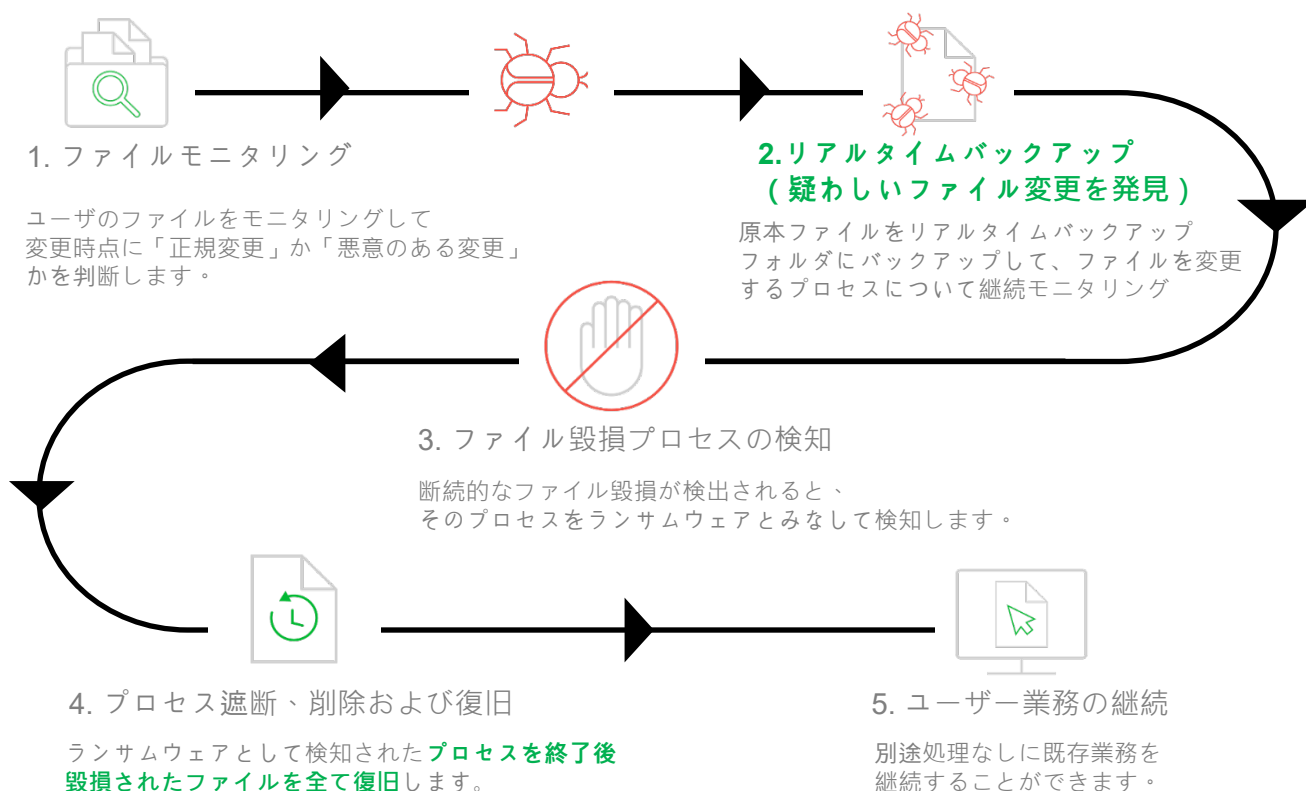 1. ファイルモニタリング
ユーザのファイルをモニタリングして
変更時点に「正規変更」か「悪意のある変更」
かを判断します。
2.リアルタイムバックアップ
(疑わしいファイル変更を発見)
原本ファイルをリアルタイムバックアップ
フォルダにバックアップして、ファイルを変更
するプロセスについて継続モニタリング
3. ファイル毀損プロセスの検知
断続的なファイル毀損が検出されると、
そのプロセスをランサムウェアとみなして検知します。
4. プロセス遮断、削除および復旧
ランサムウェアとして検知されたプロセスを終了後
毀損されたファイルを全て復旧します。
5. ユーザー業務の継続
別途処理なしに既存業務を
継続することができます。